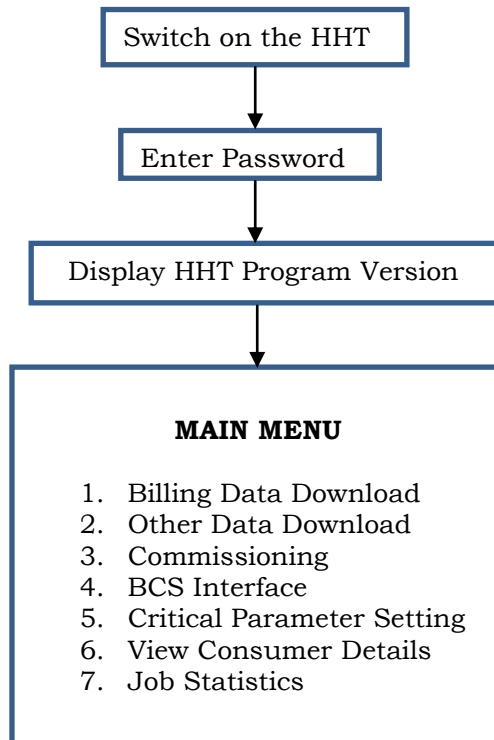 Switch on the HHT
Enter Password
Display HHT Program Version
MAIN MENU
1. Billing Data Download
2. Other Data Download
3. Commissioning
4. BCS Interface
5. Critical Parameter Setting
6. View Consumer Details
7. Job Statistics